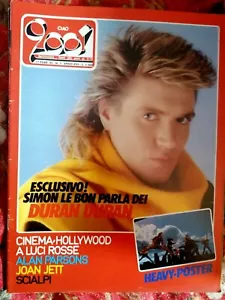 CIAO
2001
ESCLUSIVO!
SIMON LE BON PARLA DEI
DURAN DURAN
CINEMA: HOLLYWOOD
A LUCI ROSSE
ALAN PARSONS
JOAN JETT
SCIALPI
HEAVY-POSTER